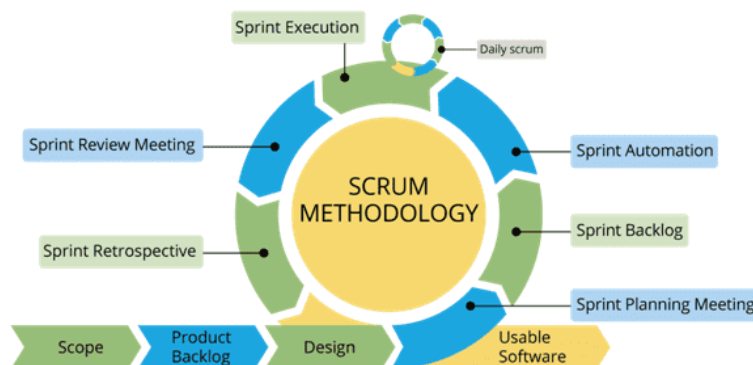 Sprint Execution
Daily scrum
Sprint Review Meeting
Sprint Automation
SCRUM
METHODOLOGY
Sprint Retrospective
Sprint Backlog
Sprint Planning Meeting
Scope
Product
Backlog
Design
Usable
Software